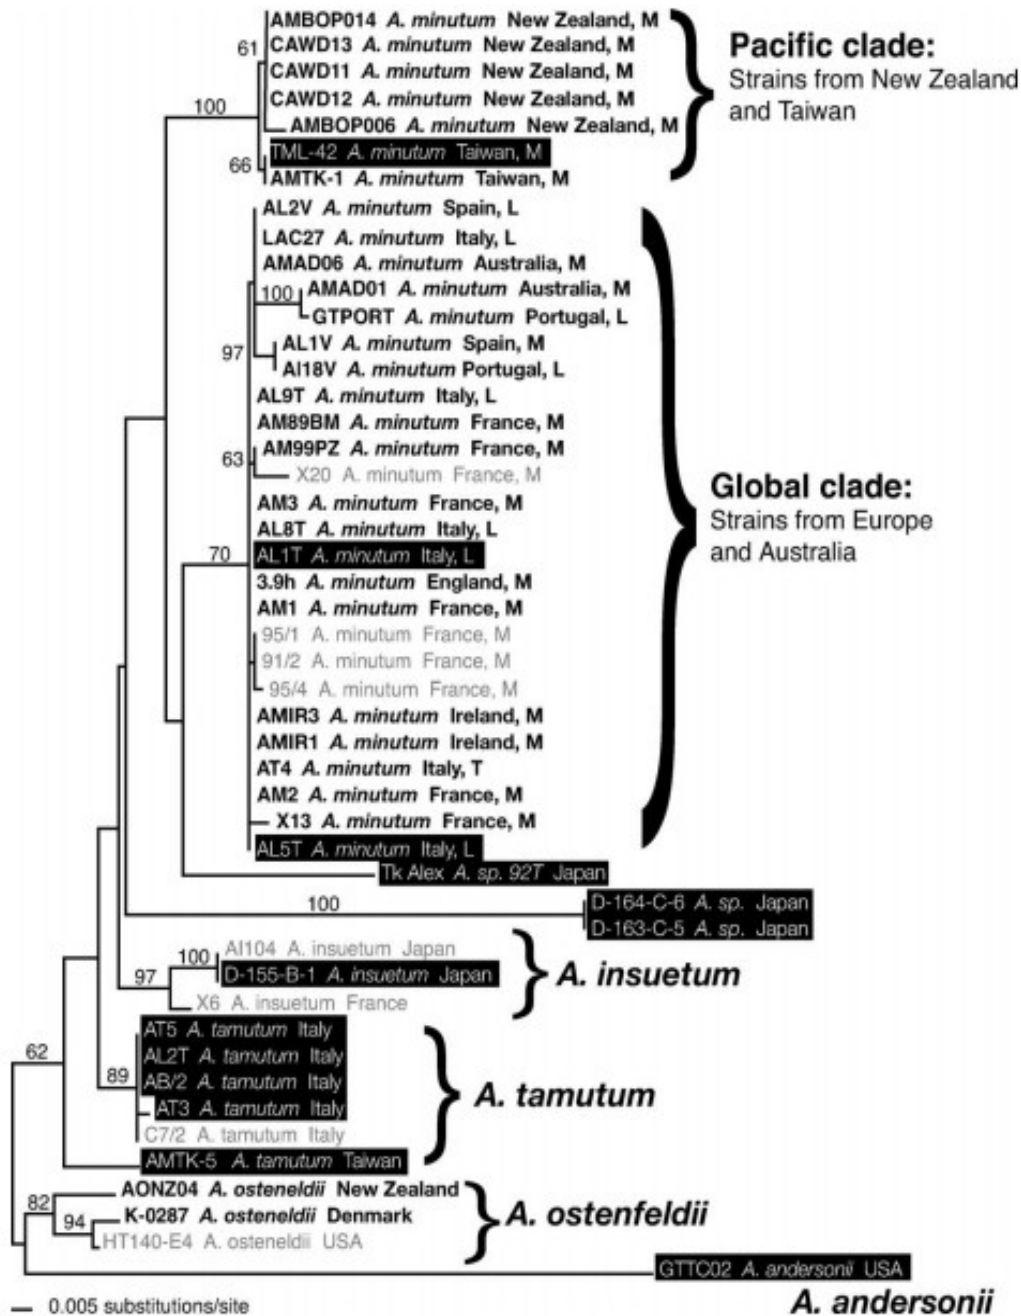 AMBOP014 A. minutum New Zealand, M
61
CAWD13 A. minutum New Zealand, M
CAWD11 A. minutum New Zealand, M
CAWD12 A. minutum New Zealand, M
100
AMBOP006 A. minutum New Zealand, M
TML-42 A. minutum Taiwan, M
66
AMTK-1 A. minutum Taiwan, M
Pacific clade:
Strains from New Zealand
and Taiwan
AL2V A. minutum Spain, L
LAC27 A. minutum Italy, L
AMAD06 A. minutum Australia, M
100
AMAD01 A. minutum Australia, M
GTPORT A. minutum Portugal, L
97
AL1V A. minutum Spain, M
AI18V A. minutum Portugal, L
AL9T A. minutum Italy, L
AM89BM A. minutum France, M
AM99PZ A. minutum France, M
63
X20 A. minutum France, M
AM3 A. minutum France, M
AL8T A. minutum Italy, L
70
AL1T A. minutum Italy, L
3.9h A. minutum England, M
AM1 A. minutum France, M
95/1 A. minutum France, M
91/2 A. minutum France, M
95/4 A. minutum France, M
AMIR3 A. minutum Ireland, M
AMIR1 A. minutum Ireland, M
AT4 A. minutum Italy, T
AM2 A. minutum France, M
X13 A. minutum France, M
AL5T A. minutum Italy, L
Global clade:
Strains from Europe
and Australia
Tk Alex A. sp. 92T Japan
100
D-164-C-6 A. sp. Japan
D-163-C-5 A. sp. Japan
AI104 A. insuetum Japan
100
D-155-B-1 A. insuetum Japan
97
X6 A. insuetum France
A. insuetum
AT5 A. tamutum Italy
62
AL2T A. tamutum Italy
89
AB/2 A. tamutum Italy
AT3 A. tamutum Italy
C7/2 A. tamutum Italy
AMTK-5 A. tamutum Taiwan
A. tamutum
AONZ04 A. osteneldii New Zealand
82
K-0287 A. osteneldii Denmark
94
HT140-E4 A. osteneldii USA
A. ostenfeldii
GTTC02 A. andersonii USA
A. andersonii
0.005 substitutions/site